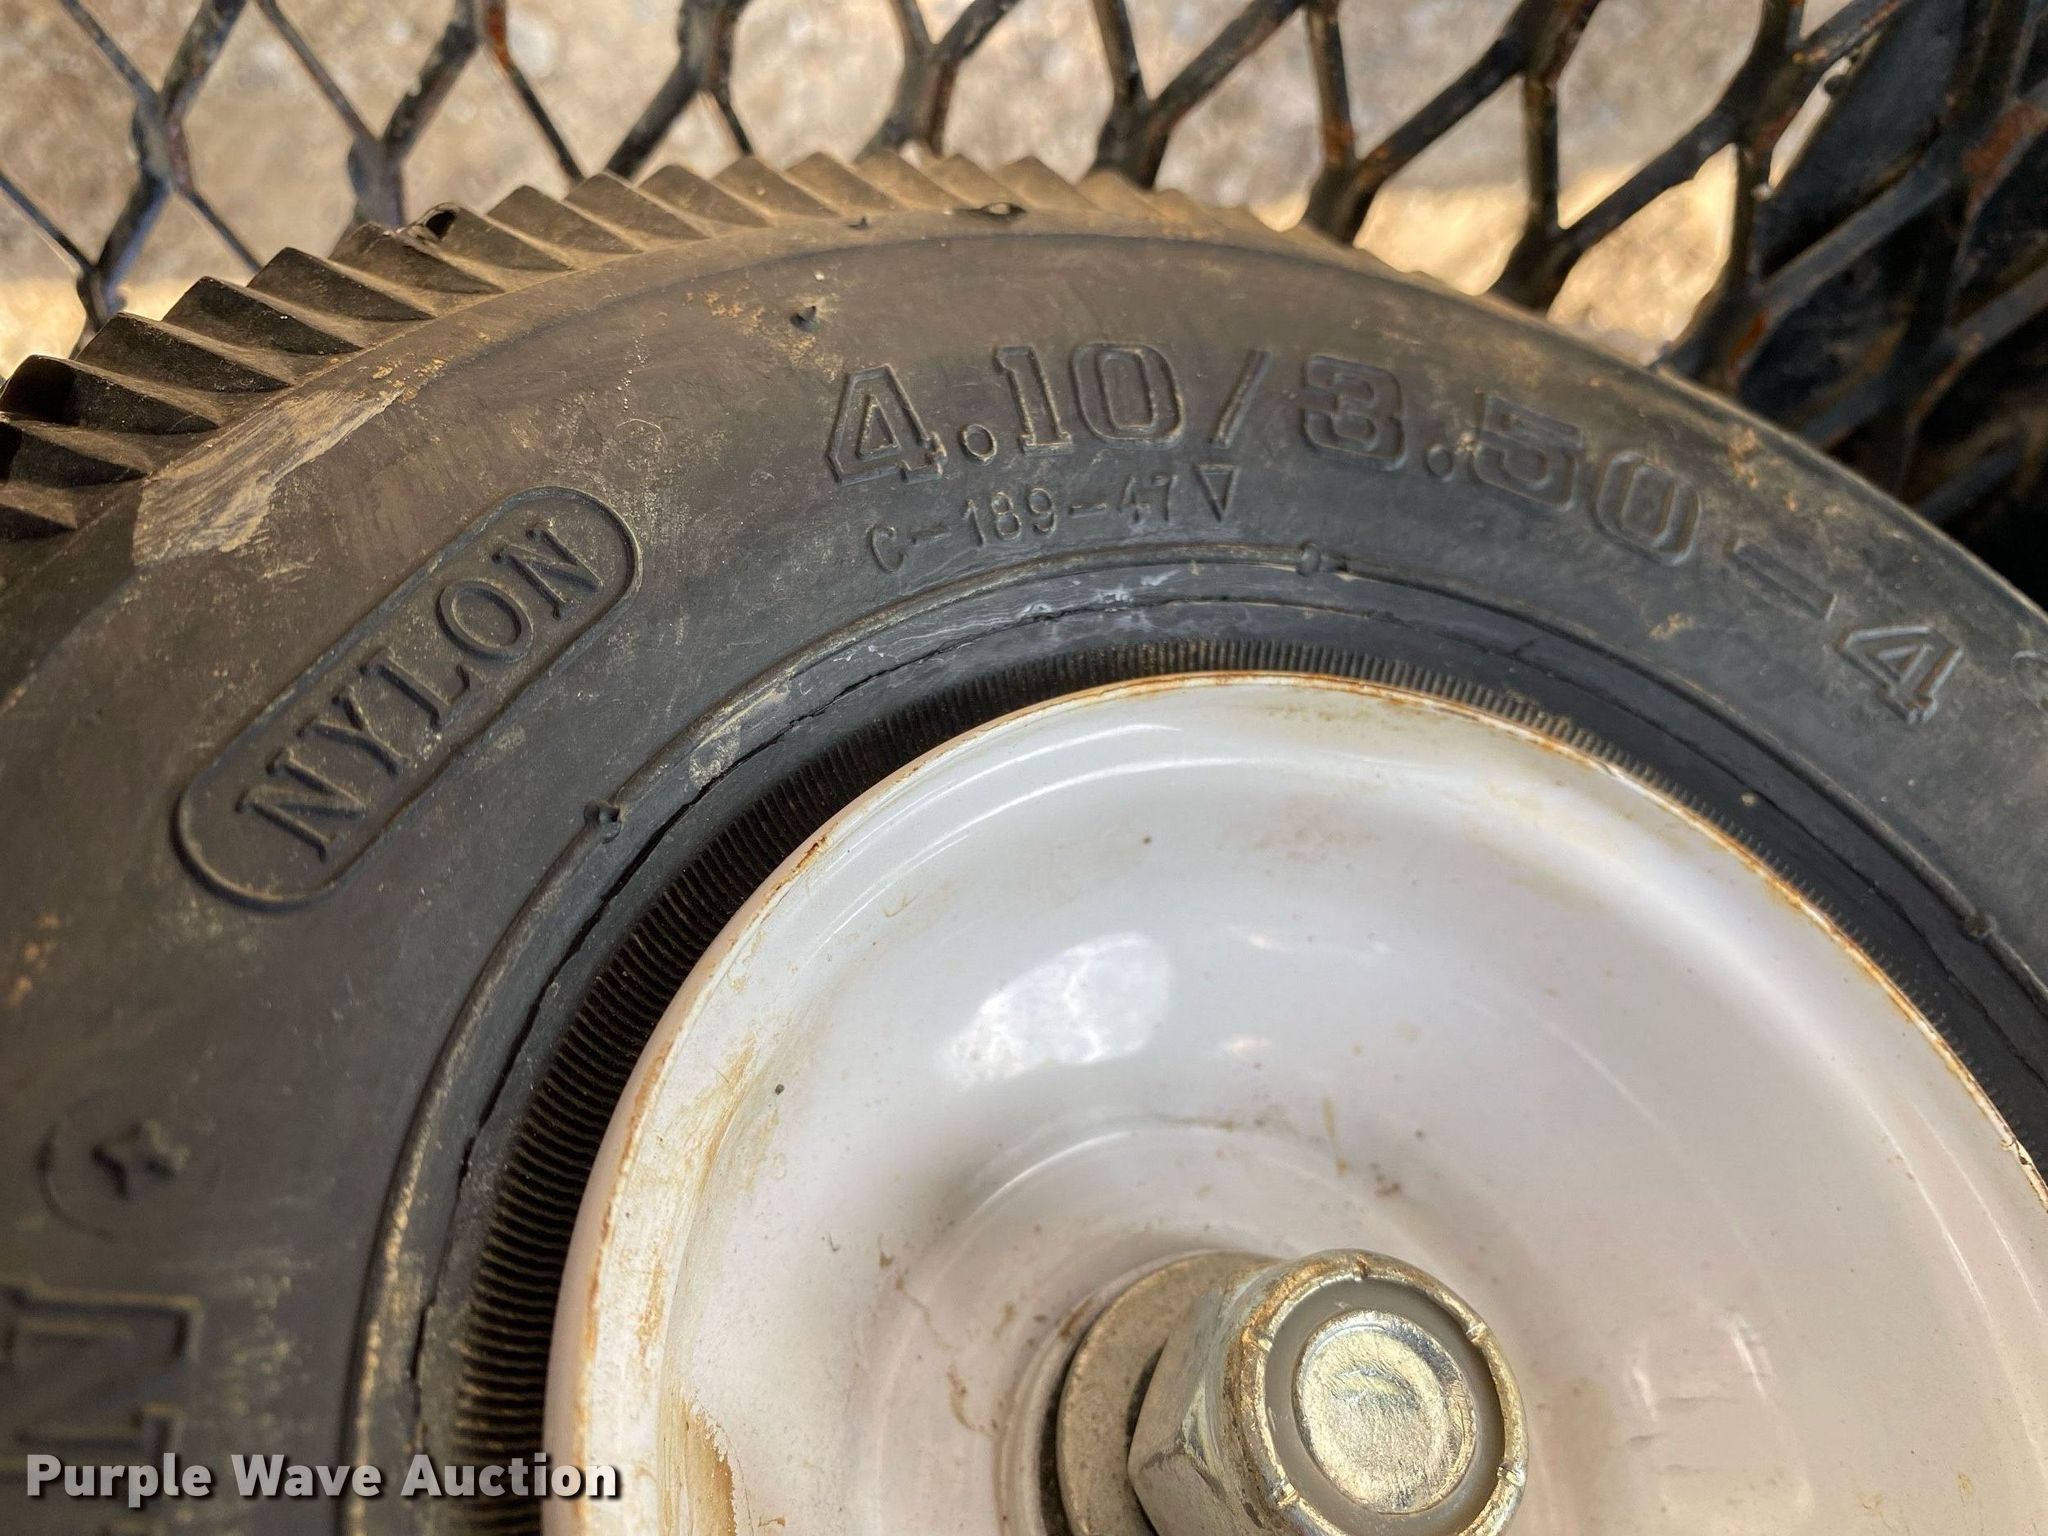 4.10/3.50-4
C-189-47
NYLON
Purple Wave Auction